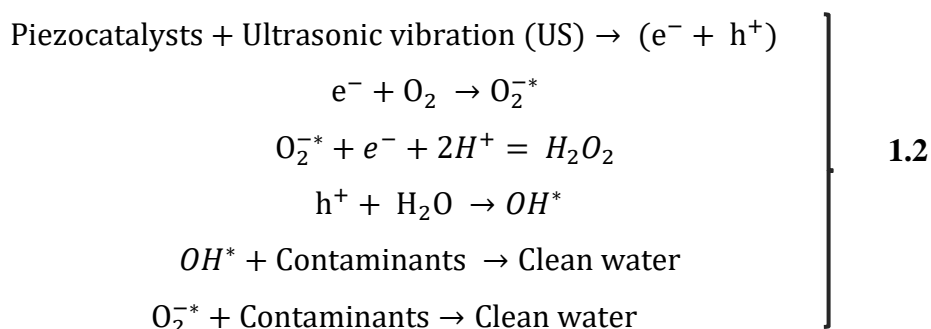 Piezocatalysts + Ultrasonic vibration (US) → (e⁻ + h⁺)
e⁻ + O₂ → O₂⁻*
O₂⁻* + e⁻ + 2H⁺ = H₂O₂
1.2
h⁺ + H₂O → OH*
OH* + Contaminants → Clean water
O₂⁻* + Contaminants → Clean water